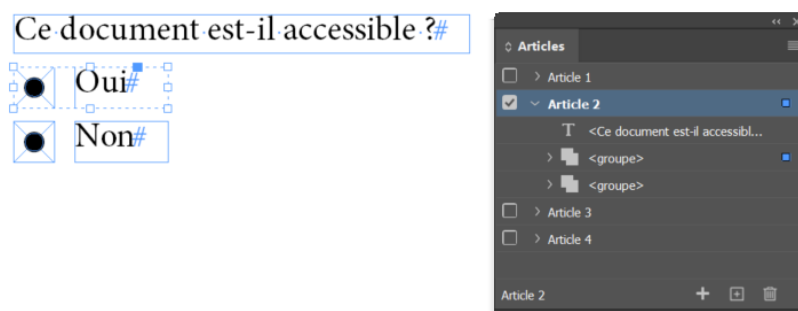 Ce document est-il accessible ?#
Oui#
Non#
Articles
Article 1
Article 2
T <Ce document est-il accessibl...
<groupe>
<groupe>
Article 3
Article 4
Article 2